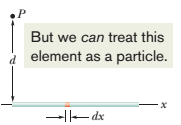 P
But we can treat this
d
element as a particle.
x
dx